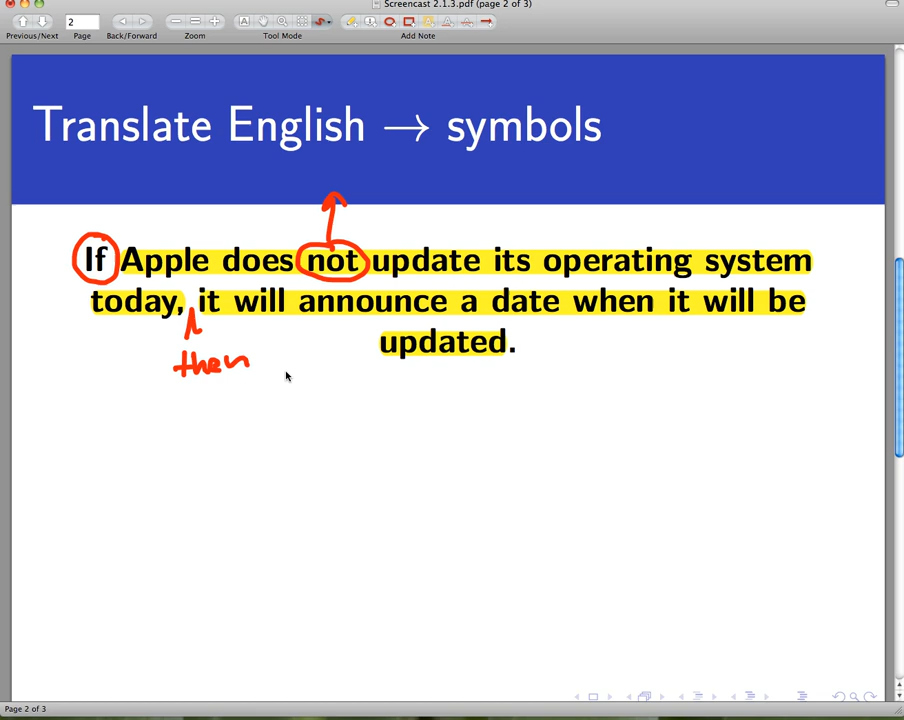 Screencast 2.1.3.pdf (page 2 of 3)
2
A
Previous/Next Page Back/Forward Zoom Tool Mode Add Note
Translate English → symbols
If Apple does not update its operating system
today, it will announce a date when it will be
updated.
then
Page 2 of 3